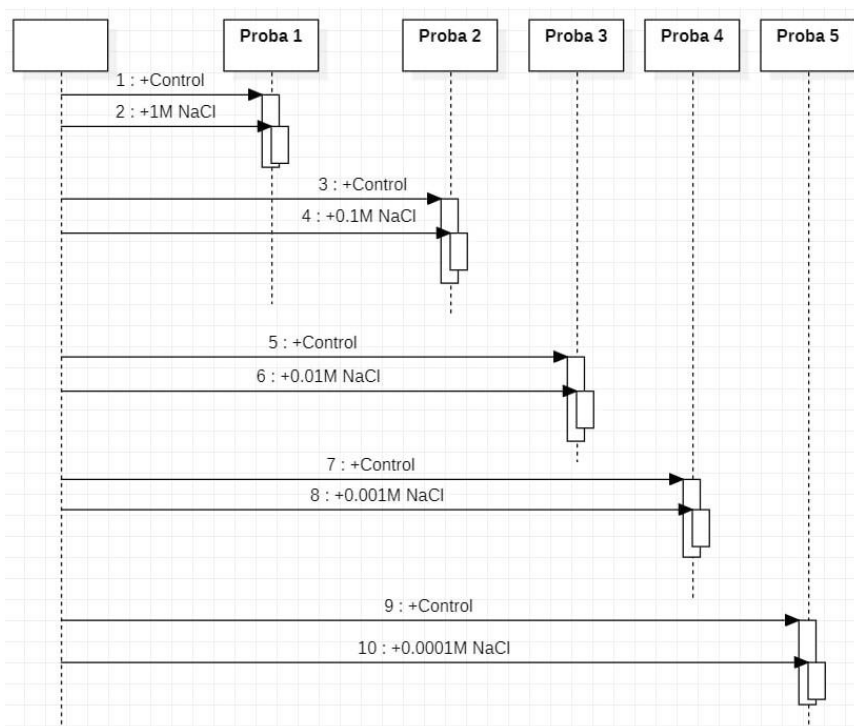 Proba 1
Proba 2
Proba 3
Proba 4
Proba 5
1 : +Control
2 : +1M NaCl
3 : +Control
4 : +0.1M NaCl
5 : +Control
6 : +0.01M NaCl
7 : +Control
8 : +0.001M NaCl
9 : +Control
10 : +0.0001M NaCl